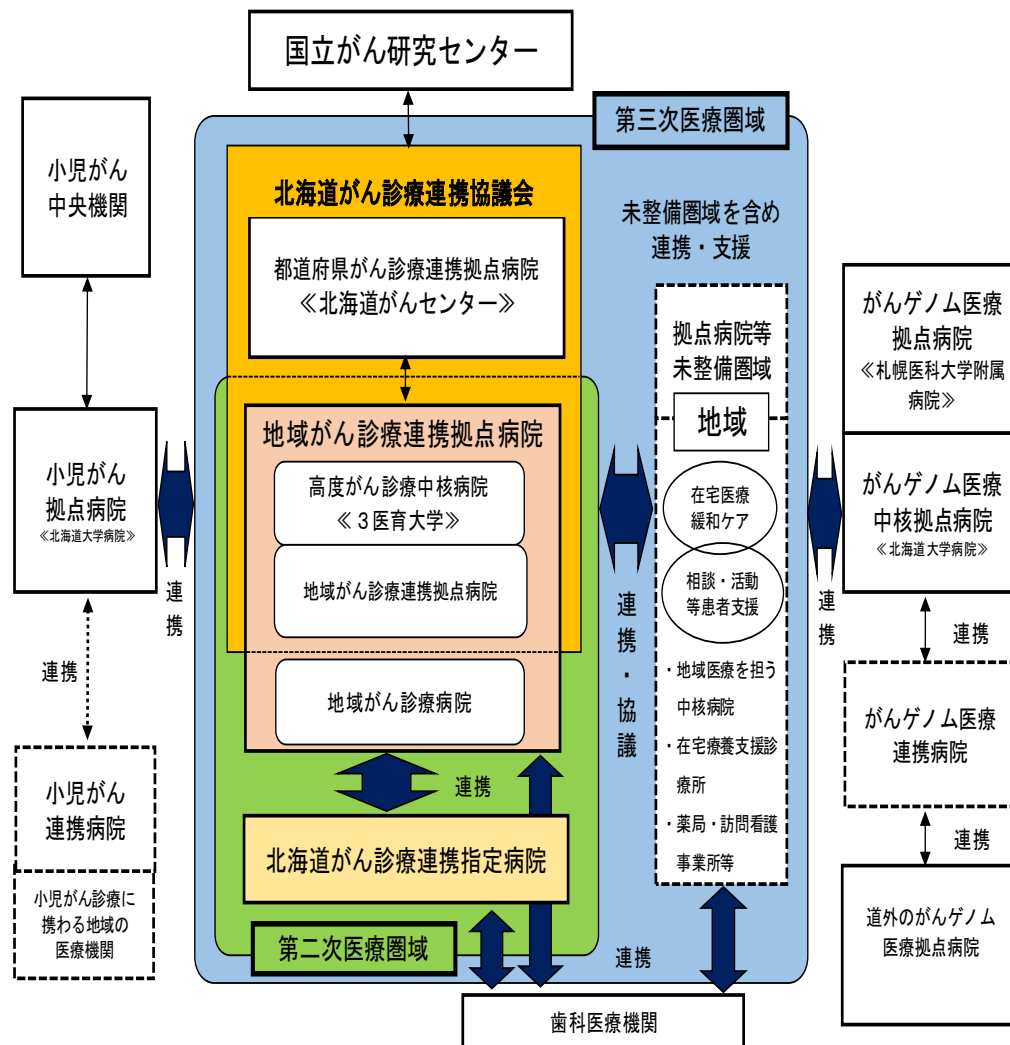 国立がん研究センター
第三次医療圏域
小児がん
中央機関
北海道がん診療連携協議会
都道府県がん診療連携拠点病院
≪北海道がんセンター≫
未整備圏域を含め
連携・支援
拠点病院等
未整備圏域
地域
在宅医療
緩和ケア
相談・活動
等患者支援
・地域医療を担う
中核病院
・在宅療養支援診
療所
・薬局・訪問看護
事業所等
地域がん診療連携拠点病院
高度がん診療中核病院
≪３医育大学≫
地域がん診療連携拠点病院
地域がん診療病院
連携
北海道がん診療連携指定病院
第二次医療圏域
連携・協議
連携
歯科医療機関
小児がん
拠点病院
≪北海道大学病院≫
連携
連携
小児がん
連携病院
小児がん診療に
携わる地域の
医療機関
がんゲノム医療
拠点病院
≪札幌医科大学附属
病院≫
がんゲノム医療
中核拠点病院
≪北海道大学病院≫
連携
連携
がんゲノム医療
連携病院
連携
道外のがんゲノム
医療拠点病院